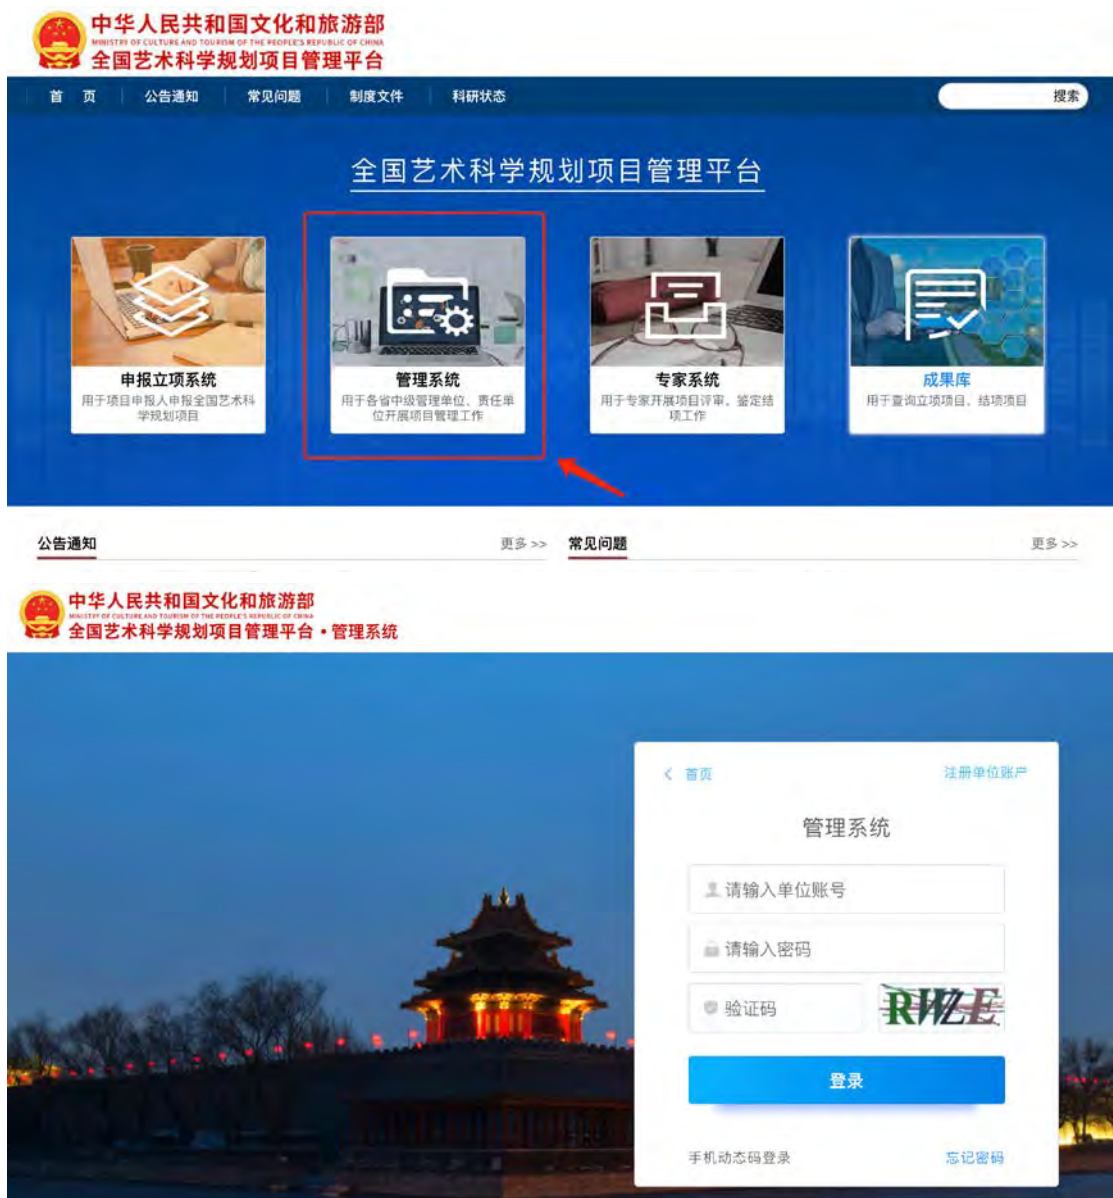 中华人民共和国文化和旅游部
MINISTRY OF CULTURE AND TOURISM OF THE PEOPLE'S REPUBLIC OF CHINA
全国艺术科学规划项目管理平台
首 页 公告通知 常见问题 制度文件 科研状态 搜索
全国艺术科学规划项目管理平台
申报立项系统
用于项目申报人申报全国艺术科
学规划项目
管理系统
用于各省中级管理单位、责任单
位开展项目管理工作
专家系统
用于专家开展项目评审、鉴定结
项工作
成果库
用于查询立项项目、结项项目
公告通知 更多 >> 常见问题 更多 >>
中华人民共和国文化和旅游部
MINISTRY OF CULTURE AND TOURISM OF THE PEOPLE'S REPUBLIC OF CHINA
全国艺术科学规划项目管理平台·管理系统
< 首页 注册单位账户
管理系统
请输入单位账号
请输入密码
验证码 RWZE
登录
手机动态码登录 忘记密码